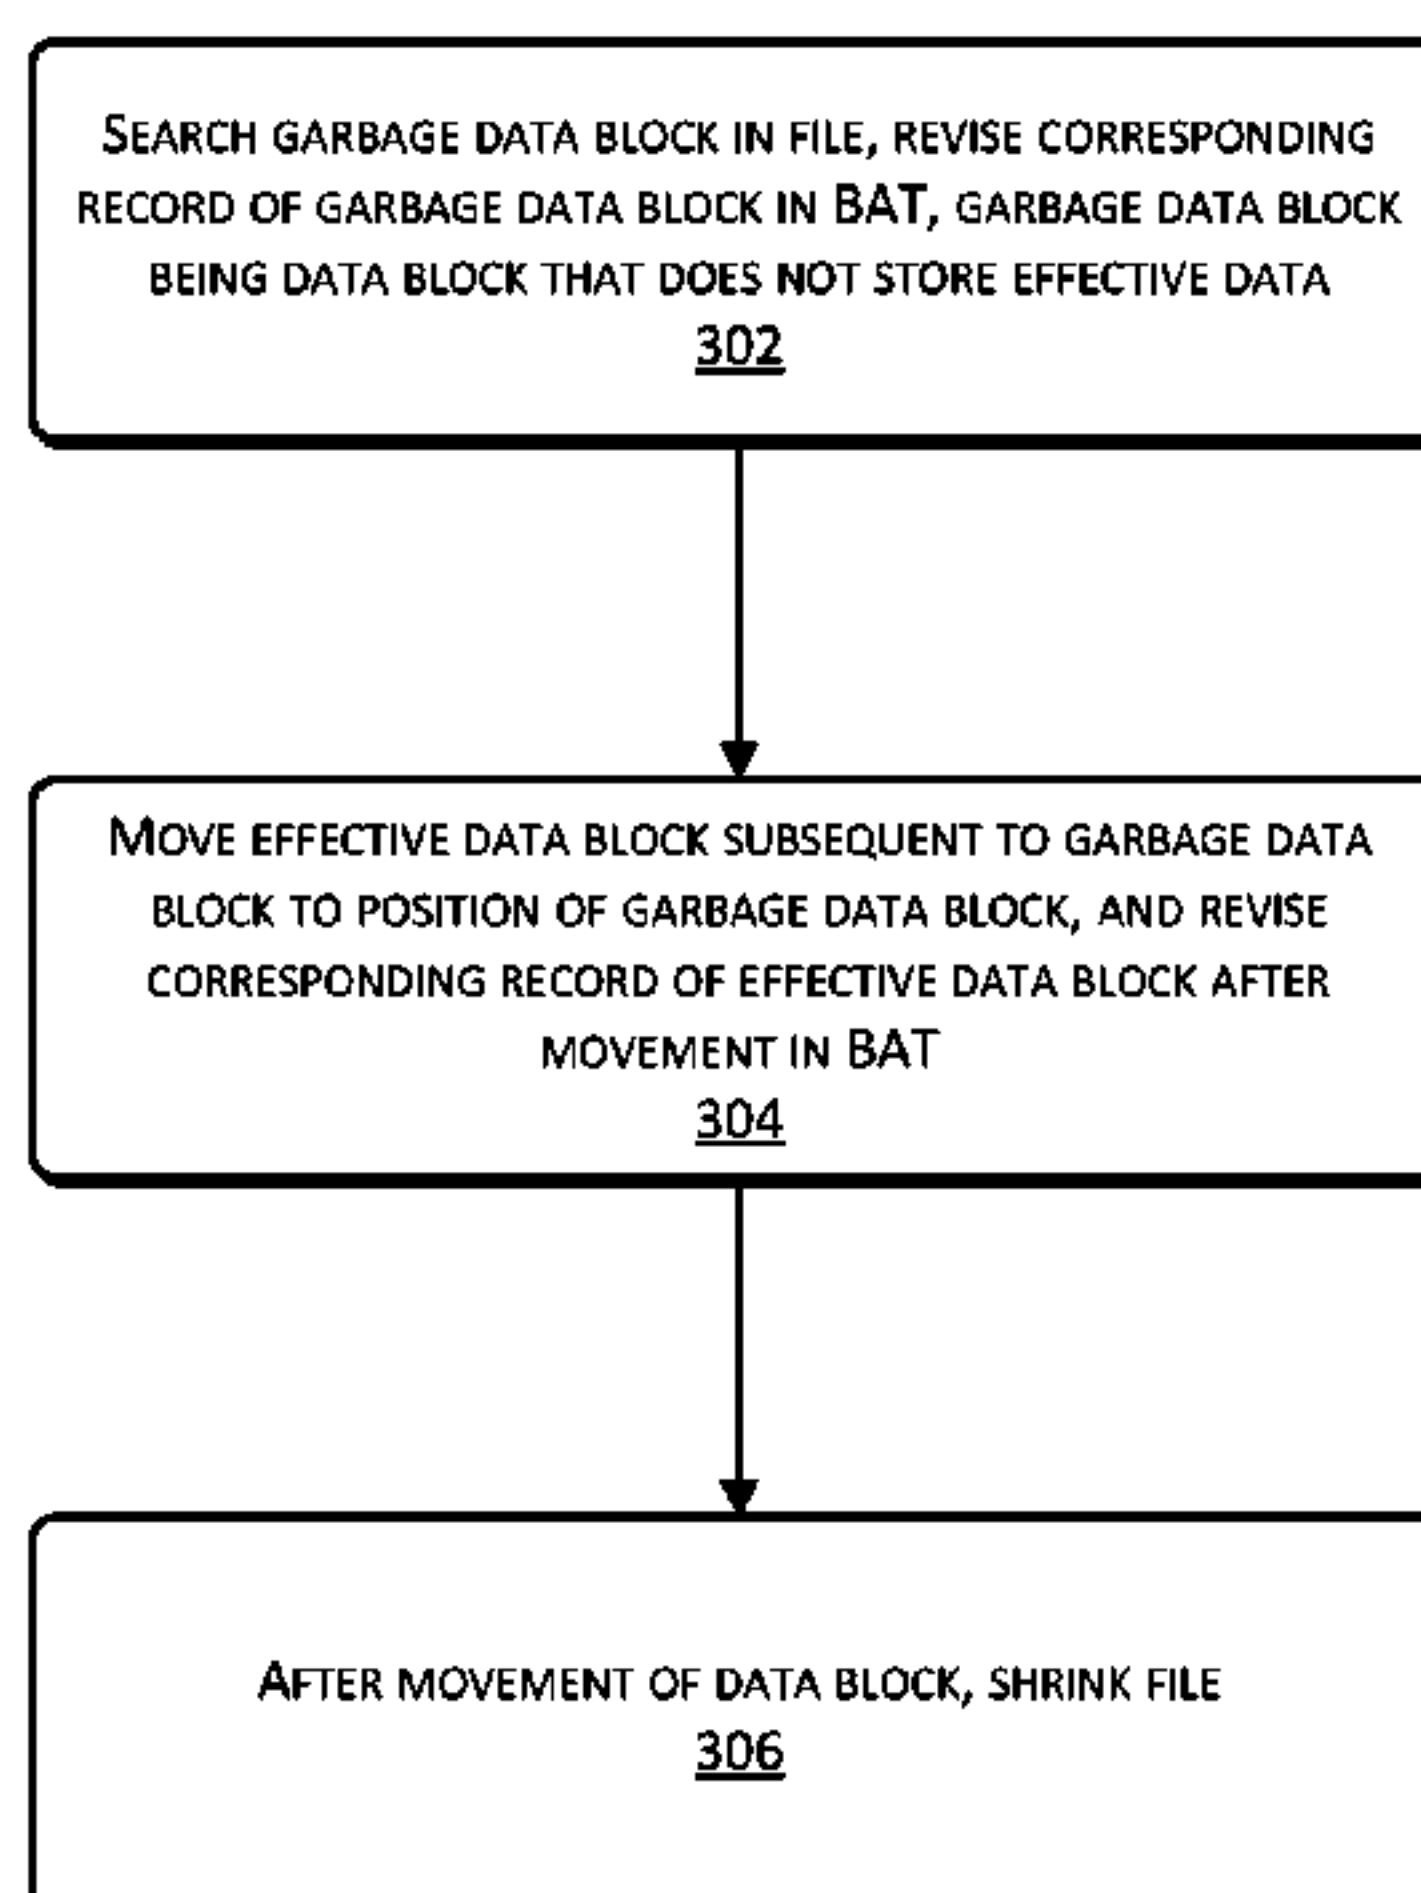 SEARCH GARBAGE DATA BLOCK IN FILE, REVISE CORRESPONDING
RECORD OF GARBAGE DATA BLOCK IN BAT, GARBAGE DATA BLOCK
BEING DATA BLOCK THAT DOES NOT STORE EFFECTIVE DATA
302
MOVE EFFECTIVE DATA BLOCK SUBSEQUENT TO GARBAGE DATA
BLOCK TO POSITION OF GARBAGE DATA BLOCK, AND REVISE
CORRESPONDING RECORD OF EFFECTIVE DATA BLOCK AFTER
MOVEMENT IN BAT
304
AFTER MOVEMENT OF DATA BLOCK, SHRINK FILE
306